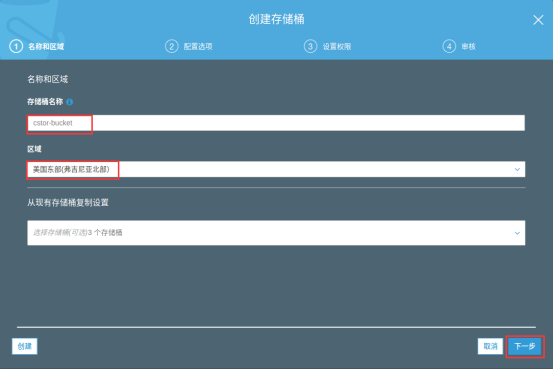 创建存储桶
1 名称和区域
2 配置选项
3 设置权限
4 审核
名称和区域
存储桶名称
cstor-bucket
区域
美国东部(弗吉尼亚北部)
从现有存储桶复制设置
选择存储桶(可选)3 个存储桶
创建
取消
下一步